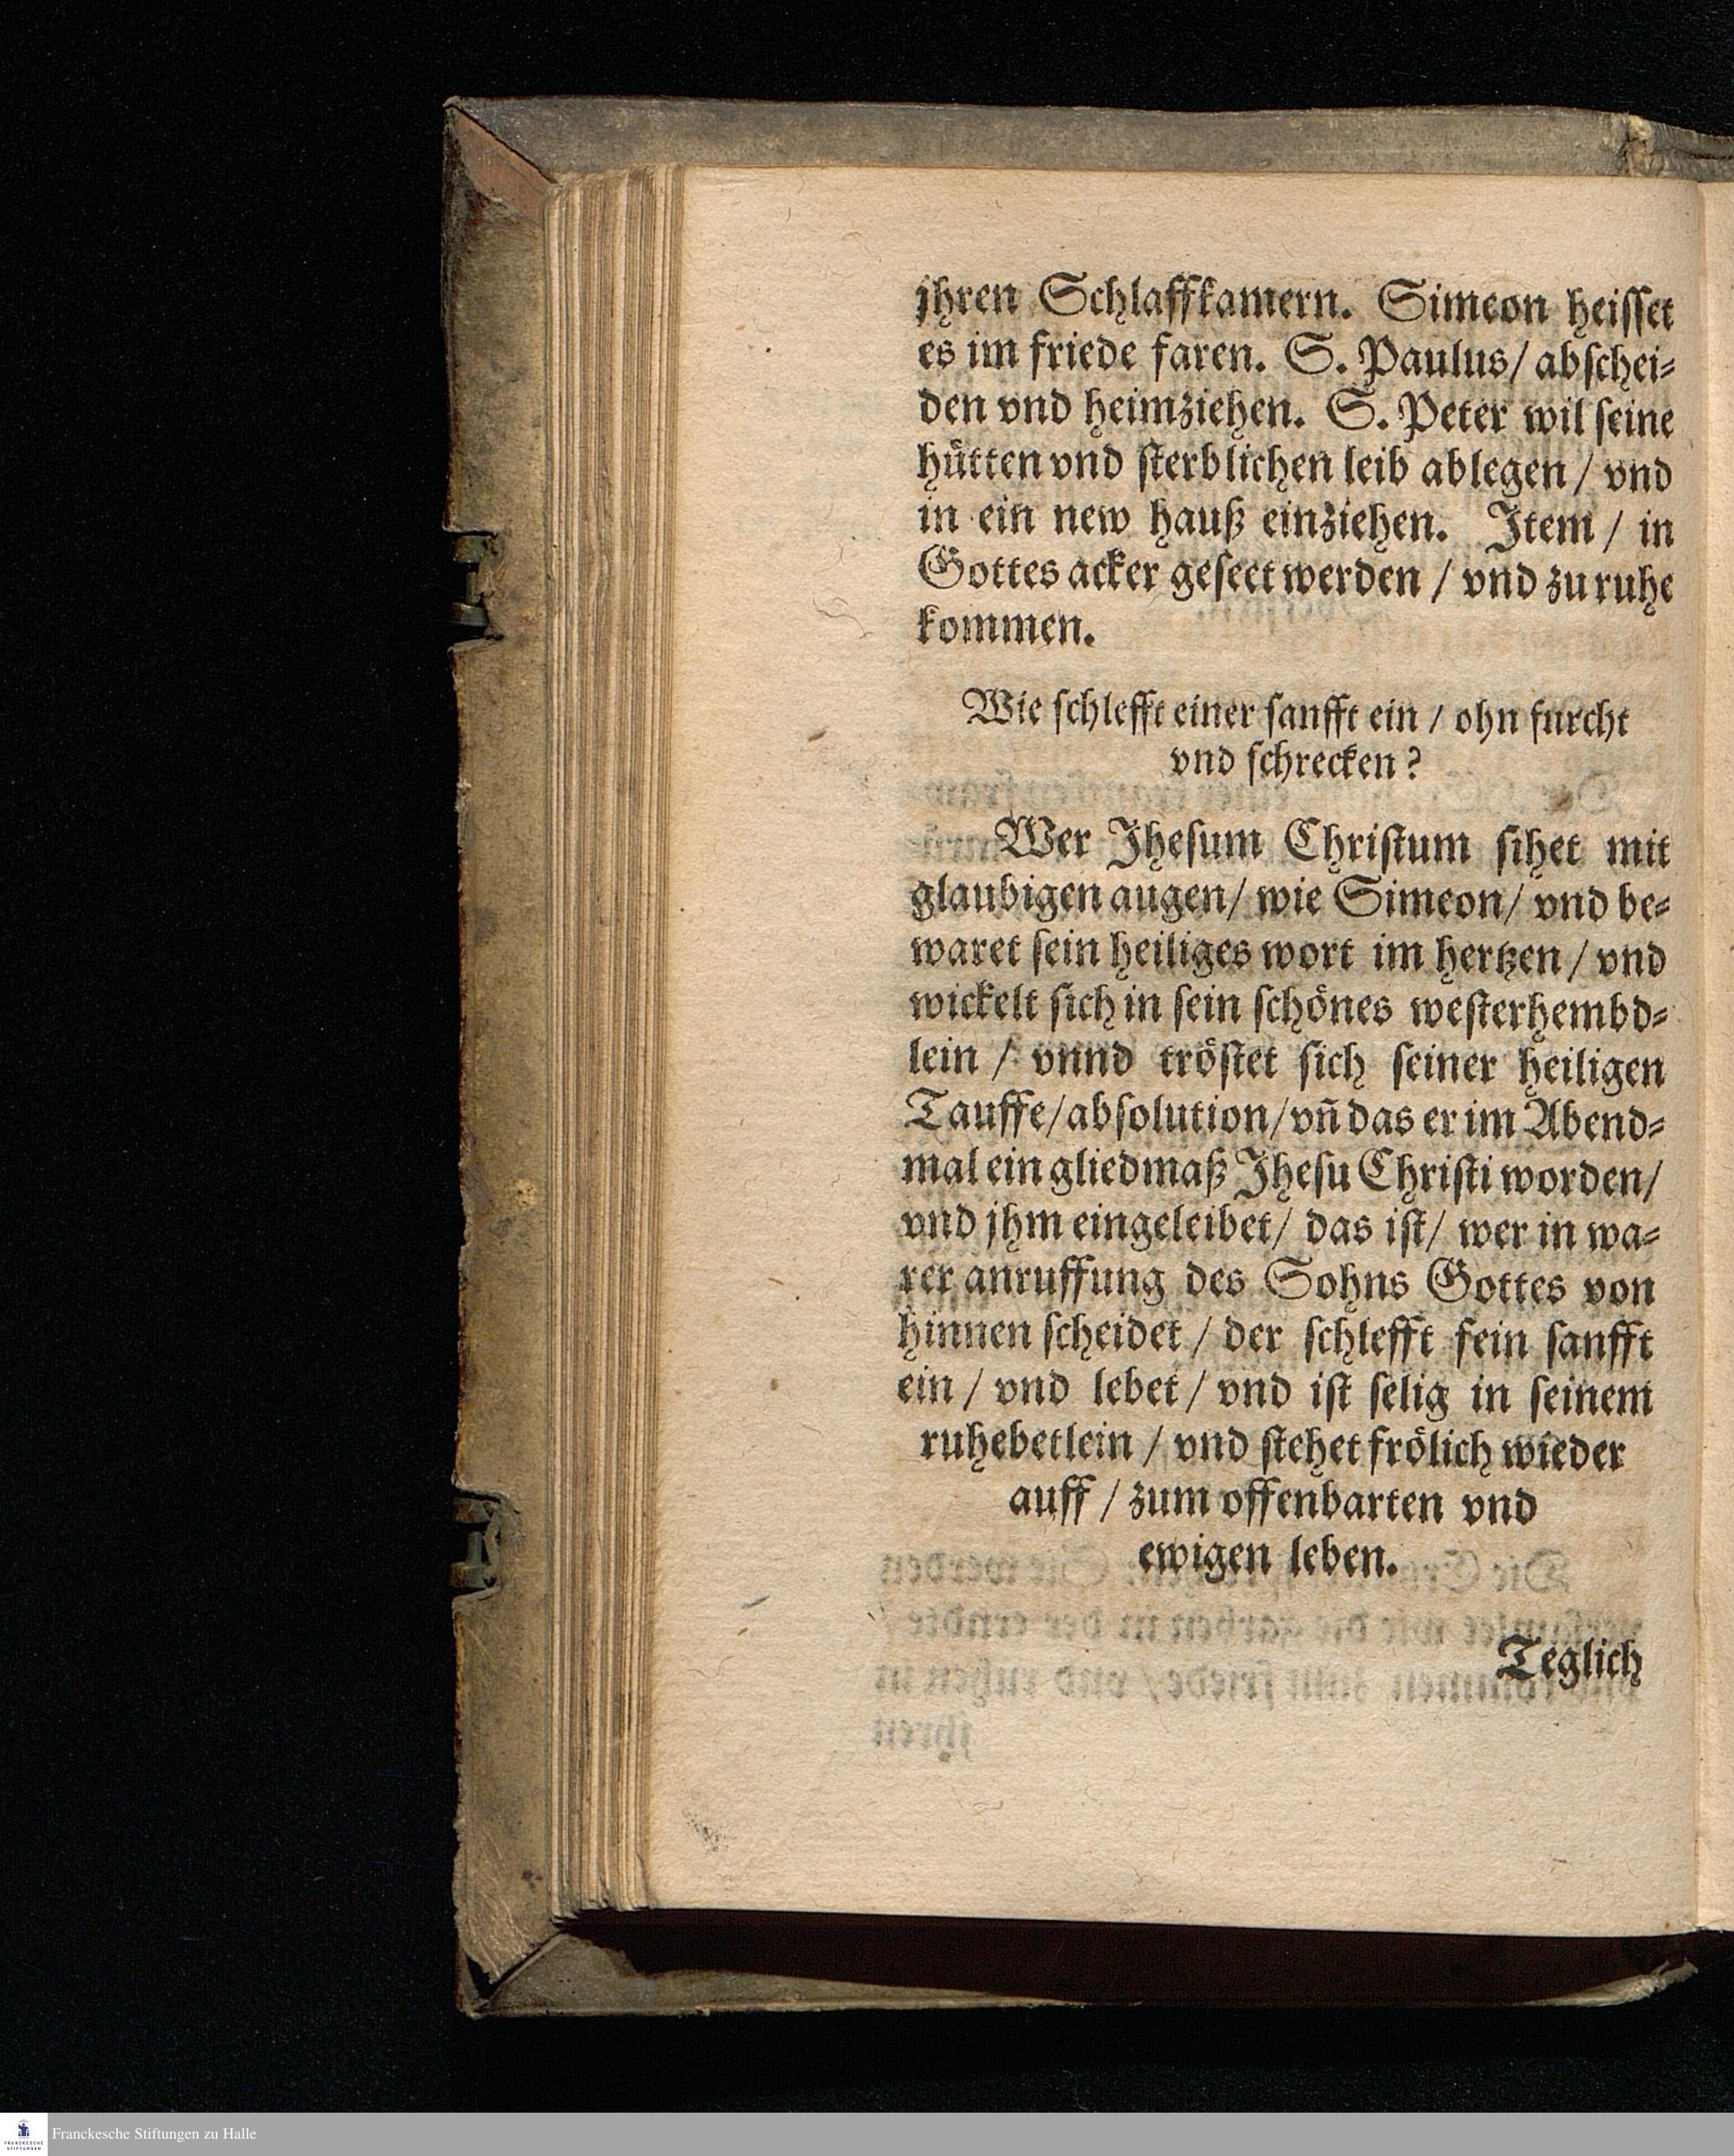 jhren Schlaffkamern. Simeon heisset
es im friede faren. S. Paulus/ abschei⸗
den vnd heimziehen. S. Peter wil seine
hütten vnd sterblichen leib ablegen / vnd
in ein new hauß einziehen. Item / in
Gottes acker geseet werden / vnd zu ruhe
kommen.
Wie schlefft einer sanfft ein / ohn furcht
vnd schrecken?
Wer Jhesum Christum sihet mit
glaubigen augen/ wie Simeon/ vnd be⸗
waret sein heiliges wort im hertzen / vnd
wickelt sich in sein schönes westerhembd⸗
lein / vnnd tröstet sich seiner heiligen
Tauffe/ absolution/ vñ das er im Abend⸗
mal ein gliedmaß Jhesu Christi worden/
vnd jhm eingeleibet/ das ist/ wer in wa⸗
rer anruffung des Sohns Gottes von
hinnen scheidet / der schlefft fein sanfft
ein / vnd lebet / vnd ist selig in seinem
ruhebetlein / vnd stehet frölich wieder
auff / zum offenbarten vnd
ewigen leben.
Teglich
Franckesche Stiftungen zu Halle
FRANCKESCHE
STIFTUNGEN